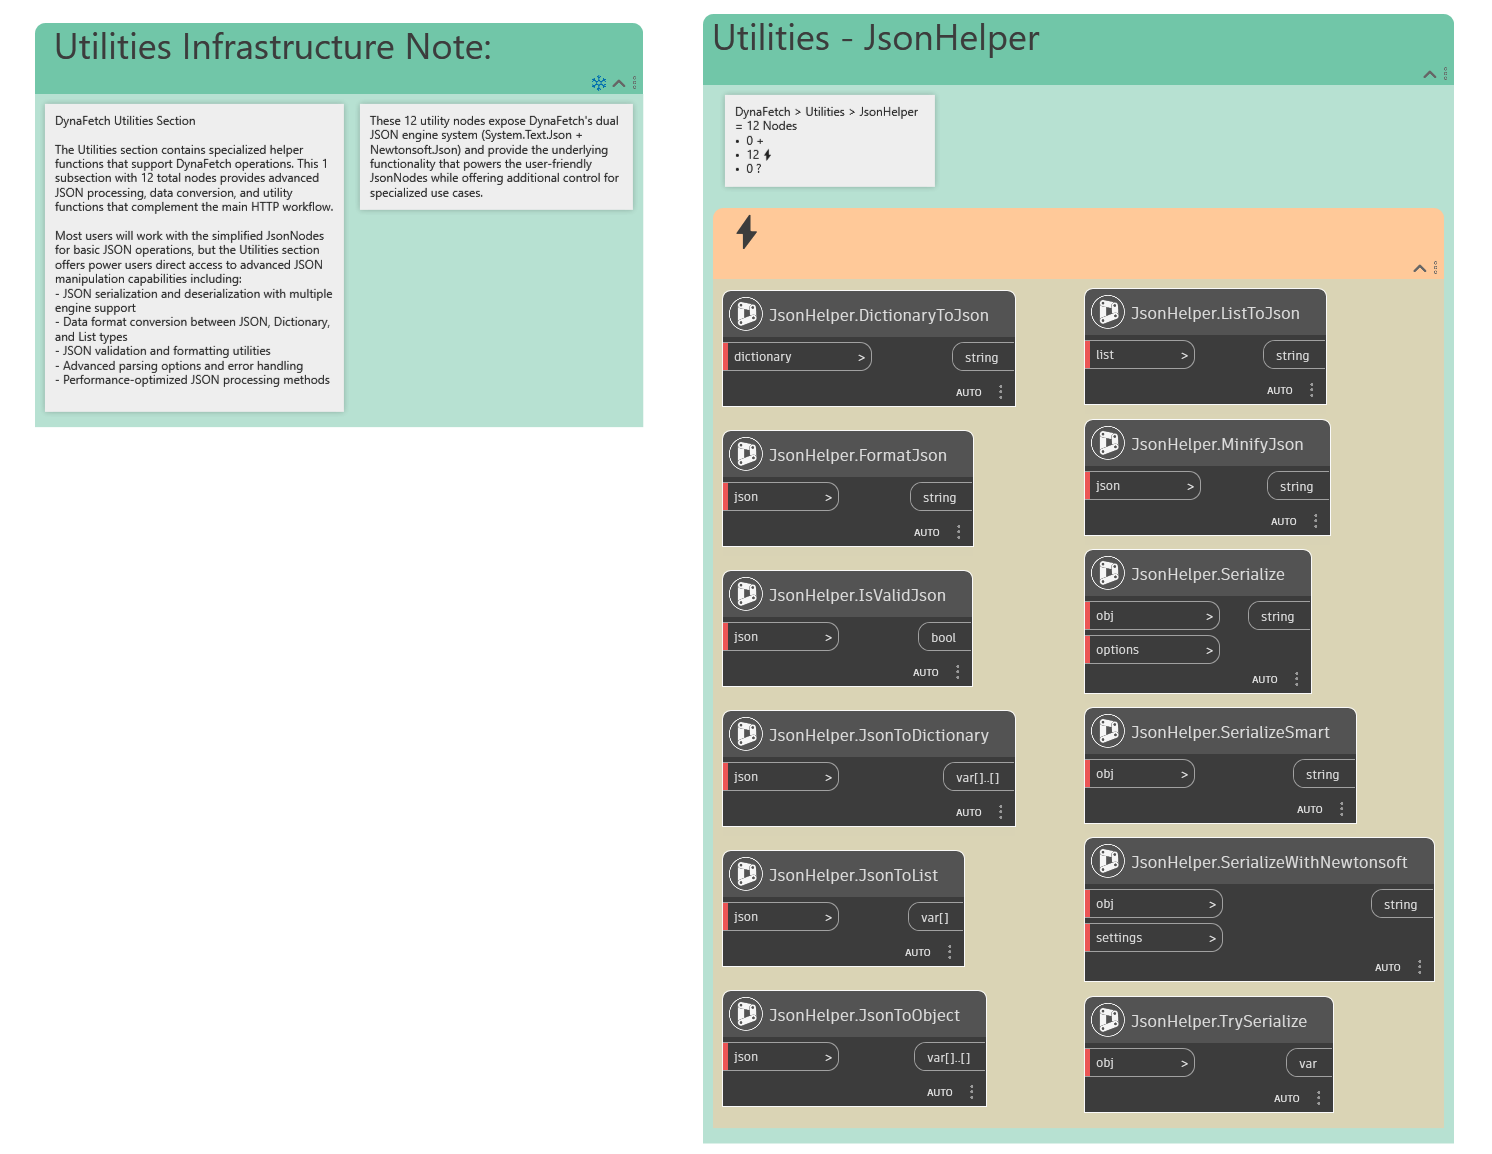 Utilities Infrastructure Note:
DynaFetch Utilities Section
The Utilities section contains specialized helper
functions that support DynaFetch operations. This 1
subsection with 12 total nodes provides advanced
JSON processing, data conversion, and utility
functions that complement the main HTTP workflow.
Most users will work with the simplified JsonNodes
for basic JSON operations, but the Utilities section
offers power users direct access to advanced JSON
manipulation capabilities including:
- JSON serialization and deserialization with multiple
engine support
- Data format conversion between JSON, Dictionary,
and List types
- JSON validation and formatting utilities
- Advanced parsing options and error handling
- Performance-optimized JSON processing methods
These 12 utility nodes expose DynaFetch's dual
JSON engine system (System.Text.Json +
Newtonsoft.Json) and provide the underlying
functionality that powers the user-friendly
JsonNodes while offering additional control for
specialized use cases.
Utilities - JsonHelper
DynaFetch > Utilities > JsonHelper
= 12 Nodes
▪ 0 +
▪ 12 ⚡
▪ 0 ?
JsonHelper.DictionaryToJson
dictionary > string
AUTO
JsonHelper.FormatJson
json > string
AUTO
JsonHelper.IsValidJson
json > bool
AUTO
JsonHelper.JsonToDictionary
json > var[]..[]
AUTO
JsonHelper.JsonToList
json > var[]
AUTO
JsonHelper.JsonToObject
json > var[]..[]
AUTO
JsonHelper.ListToJson
list > string
AUTO
JsonHelper.MinifyJson
json > string
AUTO
JsonHelper.Serialize
obj > string
options >
AUTO
JsonHelper.SerializeSmart
obj > string
AUTO
JsonHelper.SerializeWithNewtonsoft
obj > string
settings >
AUTO
JsonHelper.TrySerialize
obj > var
AUTO